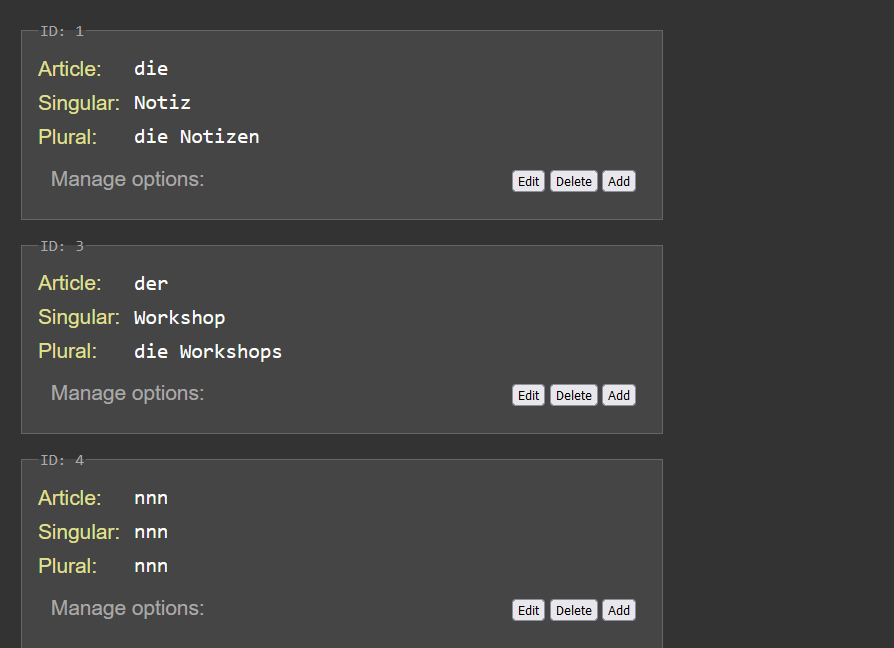 ID: 1
Article: die
Singular: Notiz
Plural: die Notizen
Manage options: Edit Delete Add
ID: 3
Article: der
Singular: Workshop
Plural: die Workshops
Manage options: Edit Delete Add
ID: 4
Article: nnn
Singular: nnn
Plural: nnn
Manage options: Edit Delete Add